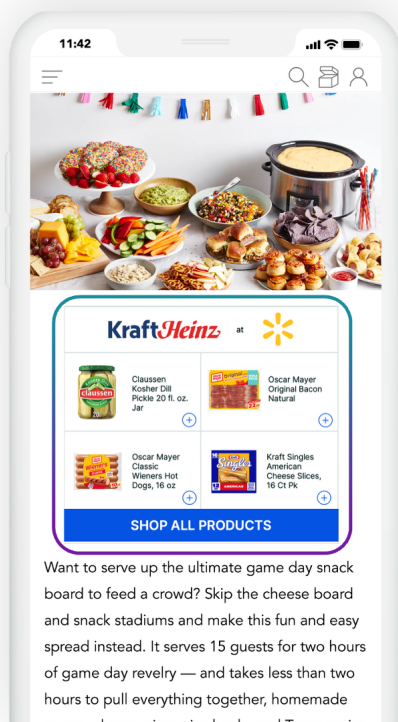 11:42
KraftHeinz at
Claussen
Kosher Dill
Pickle 20 fl. oz.
Jar
claussen
Oscar Mayer
Original Bacon
Natural
Original
Oscar Mayer
Classic
Wieners Hot
Dogs, 16 oz
Wieners
Kraft Singles
American
Cheese Slices,
16 Ct Pk
Singles
SHOP ALL PRODUCTS
Want to serve up the ultimate game day snack
board to feed a crowd? Skip the cheese board
and snack stadiums and make this fun and easy
spread instead. It serves 15 guests for two hours
of game day revelry — and takes less than two
hours to pull everything together, homemade